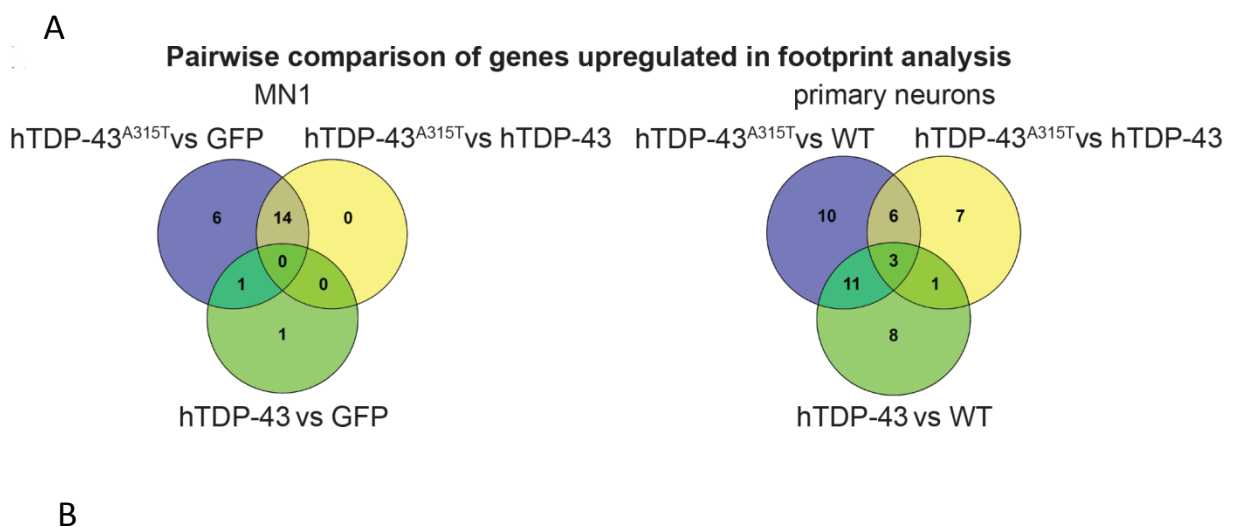 A
Pairwise comparison of genes upregulated in footprint analysis
MN1
primary neurons
hTDP-43A315T vs GFP
hTDP-43A315T vs hTDP-43
hTDP-43A315T vs WT
hTDP-43A315T vs hTDP-43
6
14
0
0
1
0
1
10
6
7
3
11
1
8
hTDP-43 vs GFP
hTDP-43 vs WT
B